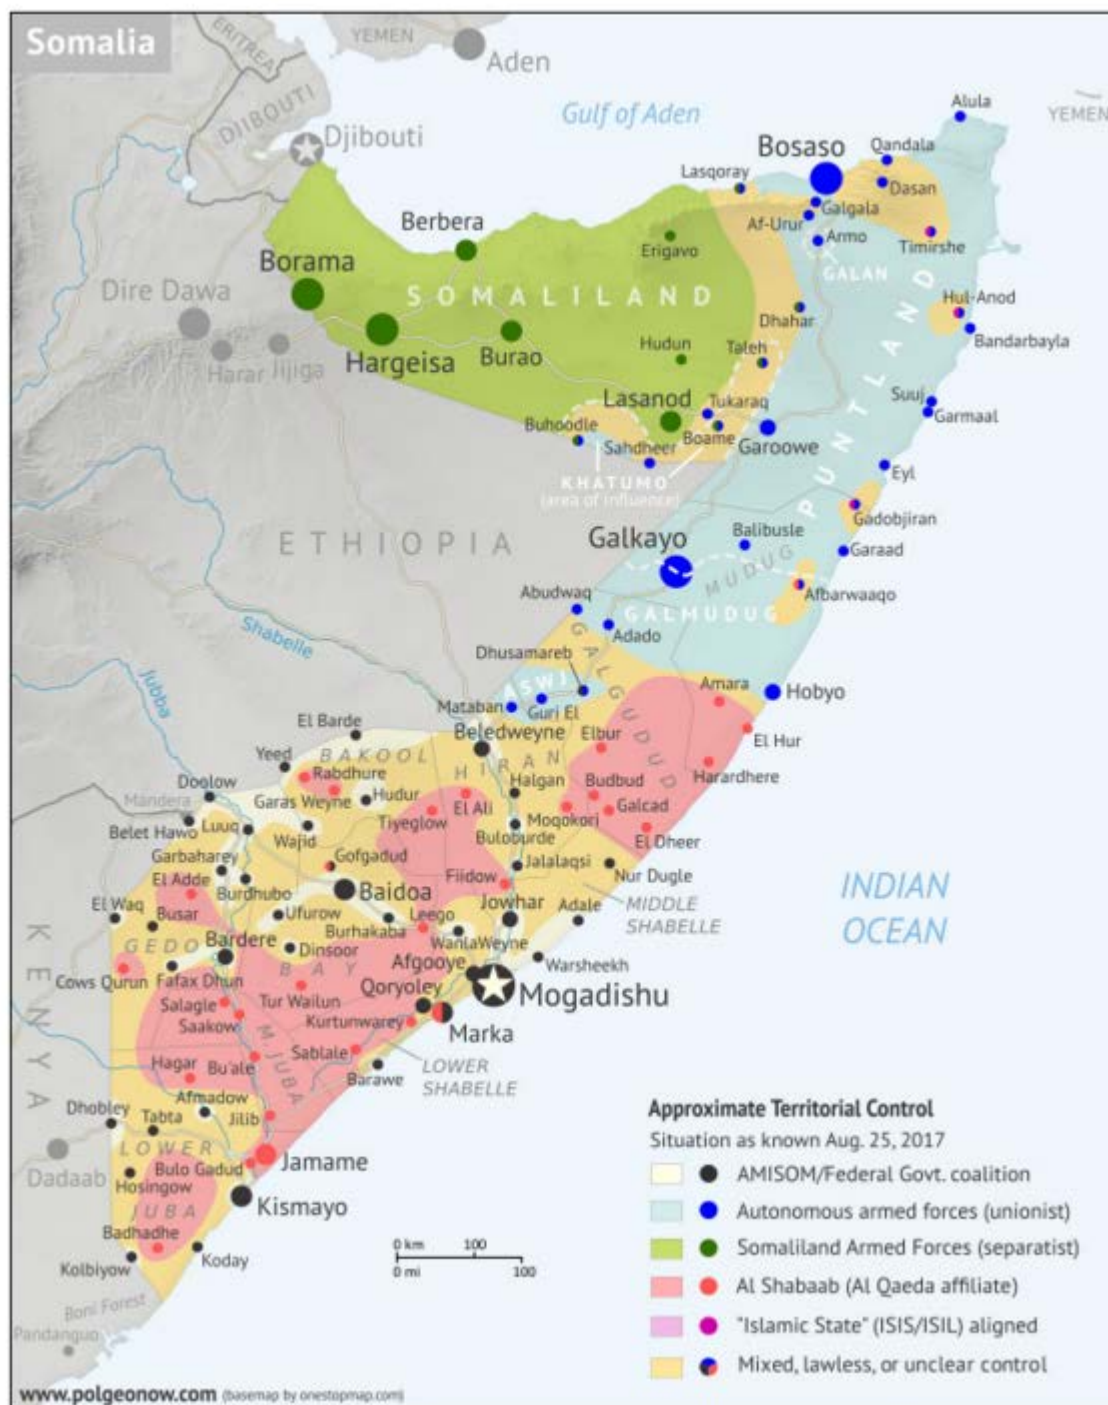 Somalia
ERITREA
YEMEN
Aden
DJIBOUTI
Djibouti
Gulf of Aden
YEMEN
Alula
Bosaso
Qandala
Lasqoray
Dasan
Galgala
Af-Urur
Armo
Timirshe
GALAN
Berbera
Erigavo
Borama
SOMALILAND
Dire Dawa
Hul-Anod
Dhahar
Bandarbayla
Hargeisa
Burao
Hudun
Taleh
Harar
Jijiga
PUNTLAND
Lasanod
Tukaraq
Suuj
Garmaal
Buhoodle
Sahdheer
Boame
Garoowe
KHATUMO
(area of influence)
Eyl
Gadobjiran
ETHIOPIA
Galkayo
Balibusle
Garaad
MUDUG
Abudwaq
Afbarwaaqo
GALMUDUG
Adado
Shabelle
Dhusamareb
GALGUDUD
Jubba
ASWJ
Mataban
Guri El
Amara
Hobyo
El Barde
Beledweyne
Elbur
El Hur
Yeed
BAKOOL
HIRAN
Rabdhure
Halgan
Budbud
Harardhere
Doolow
Mandera
Garas Weyne
Hudur
El Ali
Galcad
Tiyeglow
Moqokori
Belet Hawo
Luuq
Wajid
Buloburde
El Dheer
Garbaharey
Gofgadud
Jalalaqsi
El Adde
Burdhubo
Fiidow
Nur Dugle
Baidoa
INDIAN
OCEAN
El Waq
Busar
Ufurow
Leego
Jowhar
Adale
MIDDLE
SHABELLE
Burhakaba
WanlaWeyne
GEDO
Bardere
Dinsoor
BAY
Afgooye
Warsheekh
Cows Qurun
Fafax Dhun
Qoryoley
Mogadishu
Salagle
Tur Wailun
Saakow
Kurtunwarey
Marka
KENYA
M. JUBA
Sablale
LOWER
SHABELLE
Hagar
Bu'ale
Barawe
Afmadow
Dhobley
Tabta
Jilib
LOWER
JUBA
Dadaab
Bulo Gadud
Jamame
Hosingow
Kismayo
Badhadhe
Kolbiyow
Koday
Boni Forest
Pandanguo
0 km 100
0 mi 100
Approximate Territorial Control
Situation as known Aug. 25, 2017
AMISOM/Federal Govt. coalition
Autonomous armed forces (unionist)
Somaliland Armed Forces (separatist)
Al Shabaab (Al Qaeda affiliate)
"Islamic State" (ISIS/ISIL) aligned
Mixed, lawless, or unclear control
www.polgeonow.com (basemap by onestopmap.com)